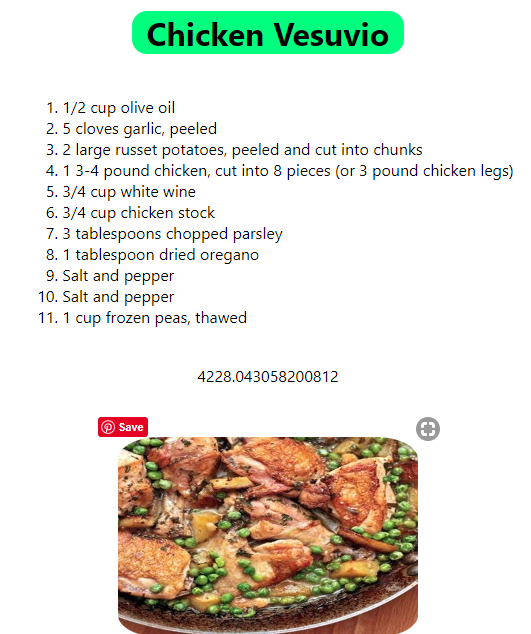 Chicken Vesuvio
1. 1/2 cup olive oil
2. 5 cloves garlic, peeled
3. 2 large russet potatoes, peeled and cut into chunks
4. 1 3-4 pound chicken, cut into 8 pieces (or 3 pound chicken legs)
5. 3/4 cup white wine
6. 3/4 cup chicken stock
7. 3 tablespoons chopped parsley
8. 1 tablespoon dried oregano
9. Salt and pepper
10. Salt and pepper
11. 1 cup frozen peas, thawed
4228.043058200812
Save